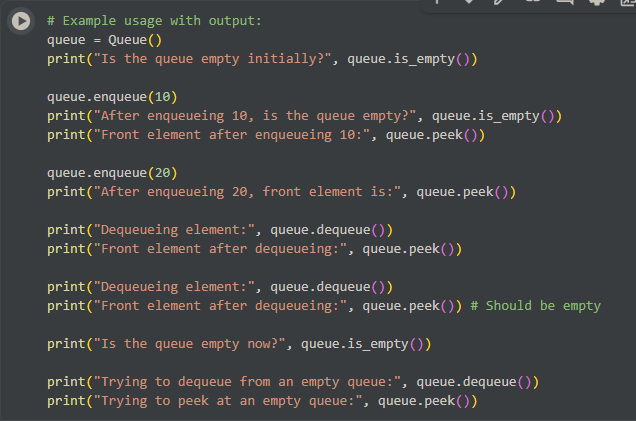 # Example usage with output:
queue = Queue()
print("Is the queue empty initially?", queue.is_empty())
queue.enqueue(10)
print("After enqueueing 10, is the queue empty?", queue.is_empty())
print("Front element after enqueueing 10:", queue.peek())
queue.enqueue(20)
print("After enqueueing 20, front element is:", queue.peek())
print("Dequeueing element:", queue.dequeue())
print("Front element after dequeueing:", queue.peek())
print("Dequeueing element:", queue.dequeue())
print("Front element after dequeueing:", queue.peek()) # Should be empty
print("Is the queue empty now?", queue.is_empty())
print("Trying to dequeue from an empty queue:", queue.dequeue())
print("Trying to peek at an empty queue:", queue.peek())